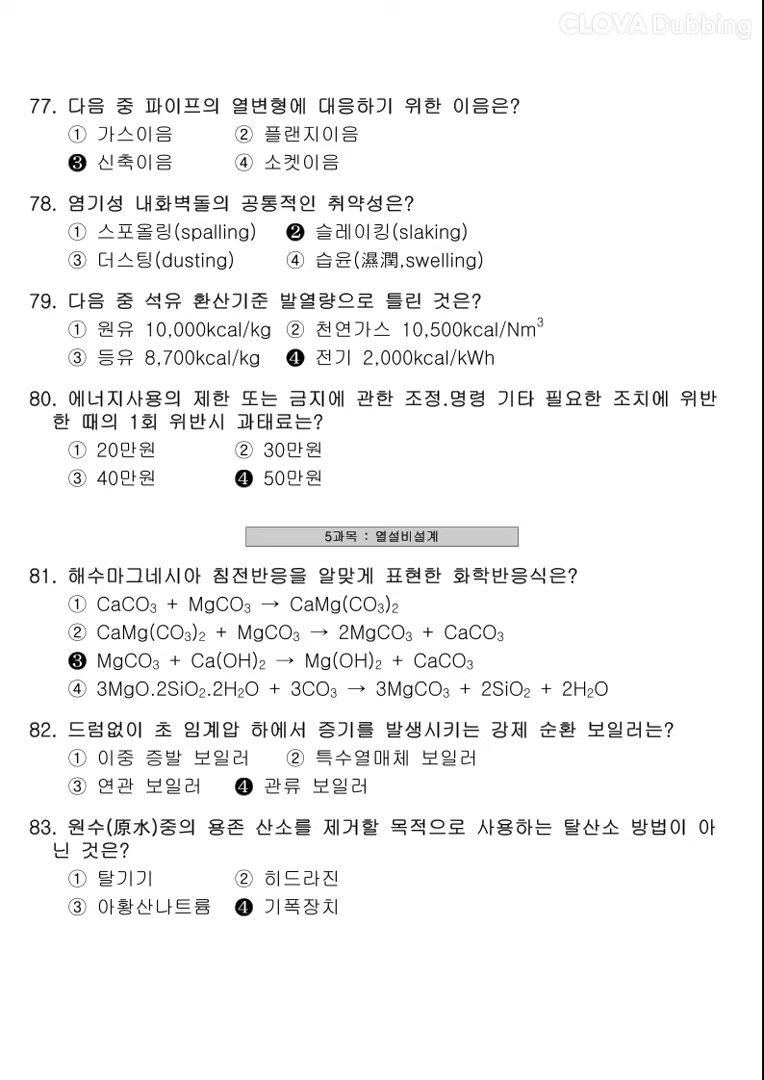 CLOVA Dubbing
77. 다음 중 파이프의 열변형에 대응하기 위한 이음은?
① 가스이음 ② 플랜지이음
❸ 신축이음 ④ 소켓이음
78. 염기성 내화벽돌의 공통적인 취약성은?
① 스포올링(spalling) ❷ 슬레이킹(slaking)
③ 더스팅(dusting) ④ 습윤(濕潤,swelling)
79. 다음 중 석유 환산기준 발열량으로 틀린 것은?
① 원유 10,000kcal/kg ② 천연가스 10,500kcal/Nm³
③ 등유 8,700kcal/kg ❹ 전기 2,000kcal/kWh
80. 에너지사용의 제한 또는 금지에 관한 조정.명령 기타 필요한 조치에 위반
한 때의 1회 위반시 과태료는?
① 20만원 ② 30만원
③ 40만원 ❹ 50만원
5과목 : 열설비설계
81. 해수마그네시아 침전반응을 알맞게 표현한 화학반응식은?
① CaCO₃ + MgCO₃ → CaMg(CO₃)₂
② CaMg(CO₃)₂ + MgCO₃ → 2MgCO₃ + CaCO₃
❸ MgCO₃ + Ca(OH)₂ → Mg(OH)₂ + CaCO₃
④ 3MgO.2SiO₂.2H₂O + 3CO₃ → 3MgCO₃ + 2SiO₂ + 2H₂O
82. 드럼없이 초 임계압 하에서 증기를 발생시키는 강제 순환 보일러는?
① 이중 증발 보일러 ② 특수열매체 보일러
③ 연관 보일러 ❹ 관류 보일러
83. 원수(原水)중의 용존 산소를 제거할 목적으로 사용하는 탈산소 방법이 아
닌 것은?
① 탈기기 ② 히드라진
③ 아황산나트륨 ❹ 기폭장치